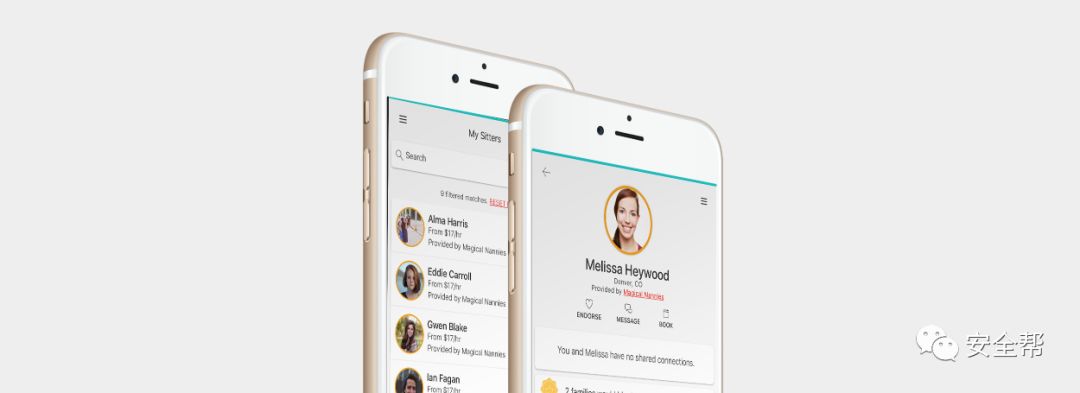 My Sitters
Search
9 filtered matches. RESET
Alma Harris
From $17/hr
Provided by Magical Nannies
Eddie Carroll
From $17/hr
Provided by Magical Nannies
Gwen Blake
From $17/hr
Provided by Magical Nannies
Ian Fagan
From $17/hr
Melissa Heywood
Denver, CO
Provided by Magical Nannies
ENDORSE MESSAGE BOOK
You and Melissa have no shared connections.
2 families would
安全帮